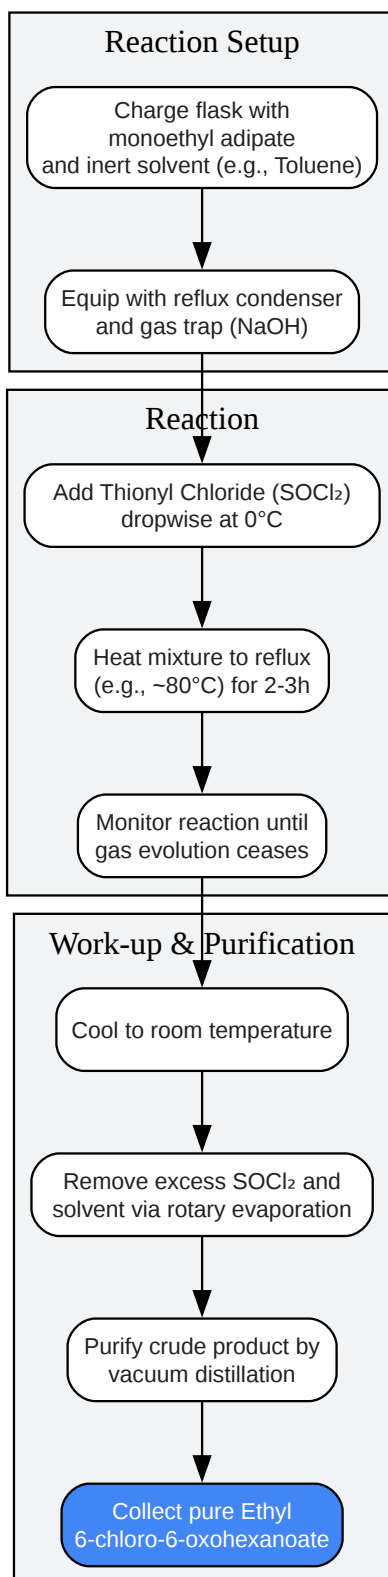 Reaction Setup
Charge flask with
monoethyl adipate
and inert solvent (e.g., Toluene)
Equip with reflux condenser
and gas trap (NaOH)
Reaction
Add Thionyl Chloride (SOCl₂)
dropwise at 0°C
Heat mixture to reflux
(e.g., ~80°C) for 2-3h
Monitor reaction until
gas evolution ceases
Work-up & Purification
Cool to room temperature
Remove excess SOCl₂ and
solvent via rotary evaporation
Purify crude product by
vacuum distillation
Collect pure Ethyl
6-chloro-6-oxohexanoate